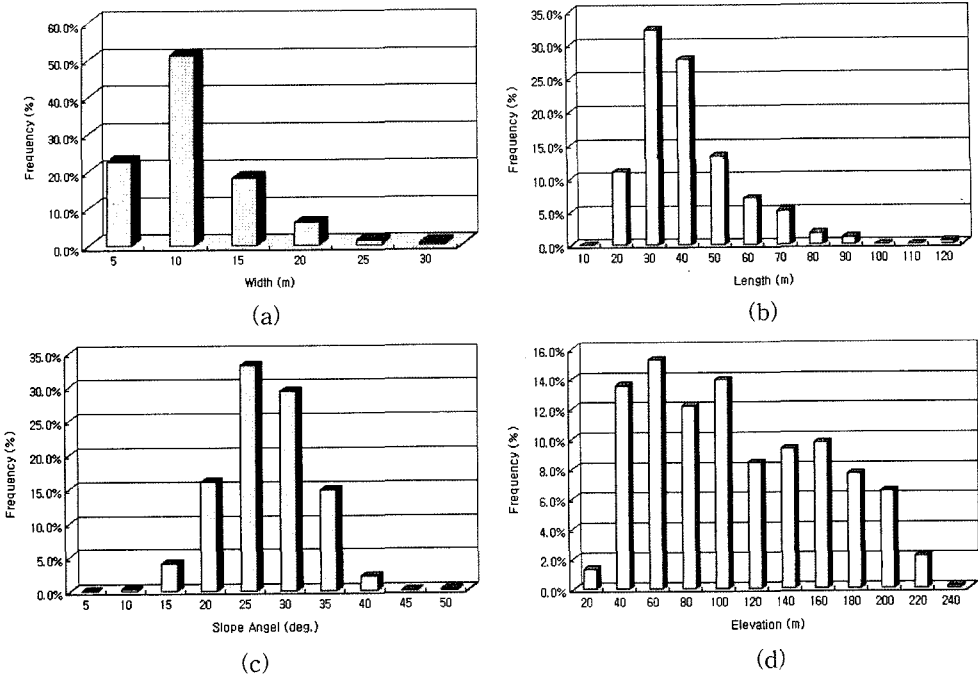 60.0%
50.0%
40.0%
30.0%
20.0%
10.0%
0.0%
Frequency (%)
5 10 15 20 25 30
Width (m)
(a)
35.0%
30.0%
25.0%
20.0%
15.0%
10.0%
5.0%
0.0%
Frequency (%)
10 20 30 40 50 60 70 80 90 100 110 120
Length (m)
(b)
35.0%
30.0%
25.0%
20.0%
15.0%
10.0%
5.0%
0.0%
Frequency (%)
5 10 15 20 25 30 35 40 45 50
Slope Angel (deg.)
(c)
16.0%
14.0%
12.0%
10.0%
8.0%
6.0%
4.0%
2.0%
0.0%
Frequency (%)
20 40 60 80 100 120 140 160 180 200 220 240
Elevation (m)
(d)